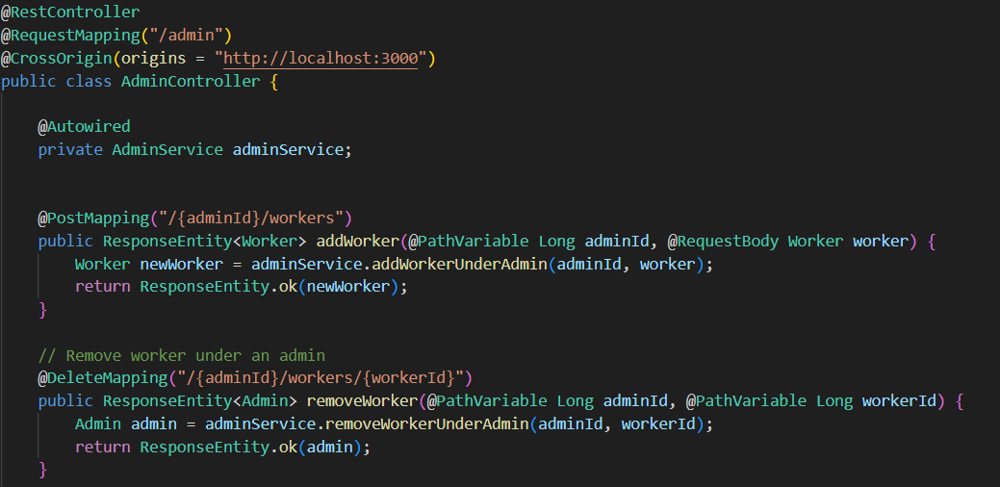 @RestController
@RequestMapping("/admin")
@CrossOrigin(origins = "http://localhost:3000")
public class AdminController {
@Autowired
private AdminService adminService;
@PostMapping("/{adminId}/workers")
public ResponseEntity<Worker> addWorker(@PathVariable Long adminId, @RequestBody Worker worker) {
Worker newWorker = adminService.addWorkerUnderAdmin(adminId, worker);
return ResponseEntity.ok(newWorker);
}
// Remove worker under an admin
@DeleteMapping("/{adminId}/workers/{workerId}")
public ResponseEntity<Admin> removeWorker(@PathVariable Long adminId, @PathVariable Long workerId) {
Admin admin = adminService.removeWorkerUnderAdmin(adminId, workerId);
return ResponseEntity.ok(admin);
}